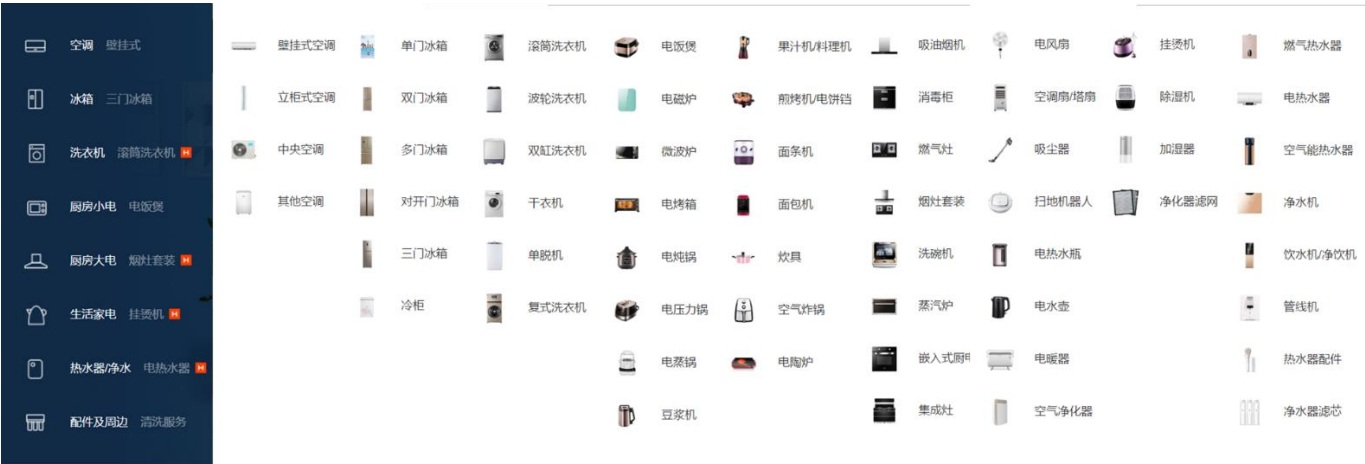 空调 壁挂式
冰箱 三门冰箱
洗衣机 滚筒洗衣机 H
厨房小电 电饭煲
厨房大电 烟灶套装 H
生活家电 挂烫机 H
热水器/净水 电热水器 H
配件及周边 清洗服务
壁挂式空调 单门冰箱 滚筒洗衣机 电饭煲 果汁机/料理机 吸油烟机 电风扇 挂烫机 燃气热水器
立柜式空调 双门冰箱 波轮洗衣机 电磁炉 煎烤机/电饼铛 消毒柜 空调扇/塔扇 除湿机 电热水器
中央空调 多门冰箱 双缸洗衣机 微波炉 面条机 燃气灶 吸尘器 加湿器 空气能热水器
其他空调 对开门冰箱 干衣机 电烤箱 面包机 烟灶套装 扫地机器人 净化器滤网 净水机
三门冰箱 单脱机 电炖锅 炊具 洗碗机 电热水瓶 饮水机/净饮机
冷柜 复式洗衣机 电压力锅 空气炸锅 蒸汽炉 电水壶 管线机
电蒸锅 电陶炉 嵌入式厨 电暖器 热水器配件
豆浆机 集成灶 空气净化器 净水器滤芯